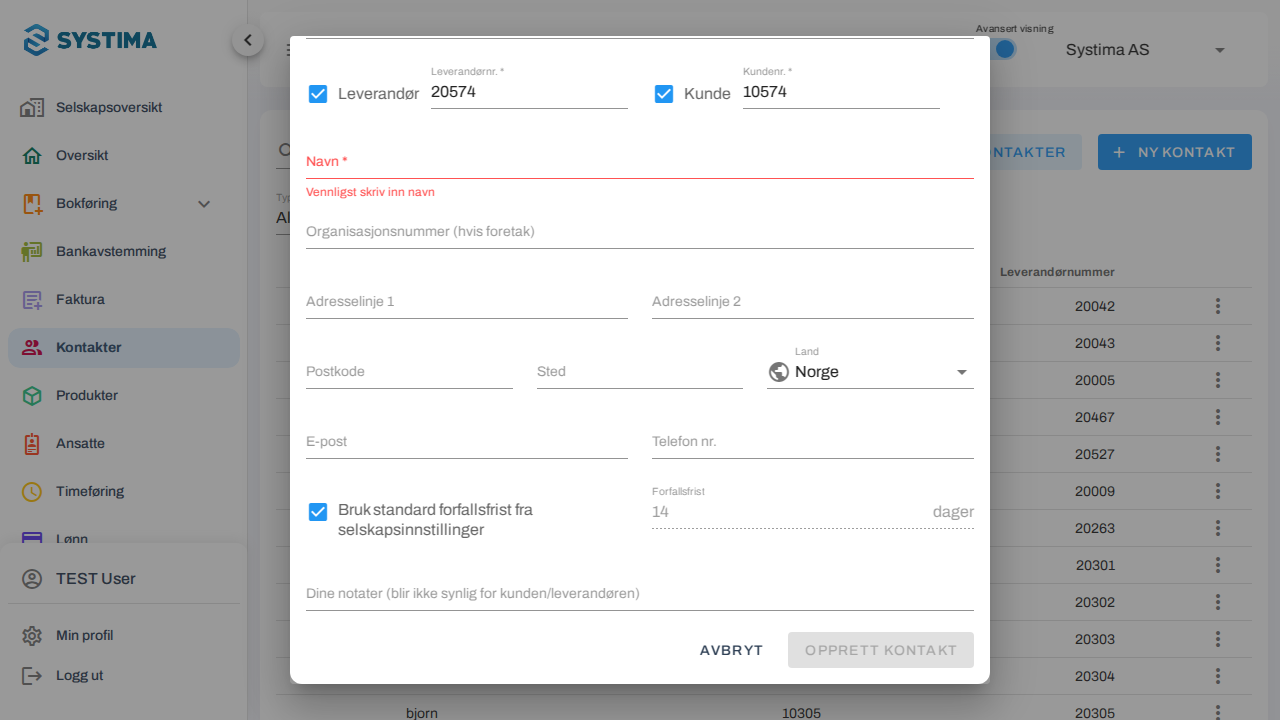 SYSTIMA
Selskapsoversikt
Oversikt
Bokføring
Bankavstemming
Faktura
Kontakter
Produkter
Ansatte
Timeføring
Lønn
TEST User
Min profil
Logg ut
Avansert visning
Systima AS
NY KONTAKT
Leverandørnummer
20042
20043
20005
20467
20527
20009
20263
20301
20302
20303
20304
bjorn 10305 20305
Leverandør
Leverandørnr. *
20574
Kunde
Kundenr. *
10574
Navn *
Vennligst skriv inn navn
Organisasjonsnummer (hvis foretak)
Adresselinje 1
Adresselinje 2
Postkode
Sted
Land
Norge
E-post
Telefon nr.
Bruk standard forfallsfrist fra
selskapsinnstillinger
Forfallsfrist
14 dager
Dine notater (blir ikke synlig for kunden/leverandøren)
AVBRYT
OPPRETT KONTAKT